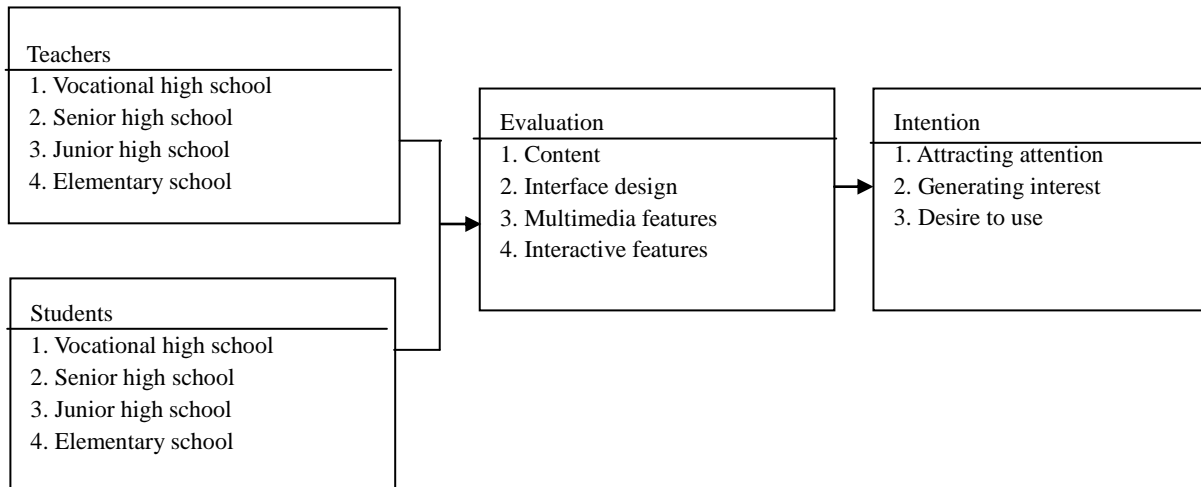 Teachers
1. Vocational high school
2. Senior high school
3. Junior high school
4. Elementary school
Students
1. Vocational high school
2. Senior high school
3. Junior high school
4. Elementary school
Evaluation
1. Content
2. Interface design
3. Multimedia features
4. Interactive features
Intention
1. Attracting attention
2. Generating interest
3. Desire to use